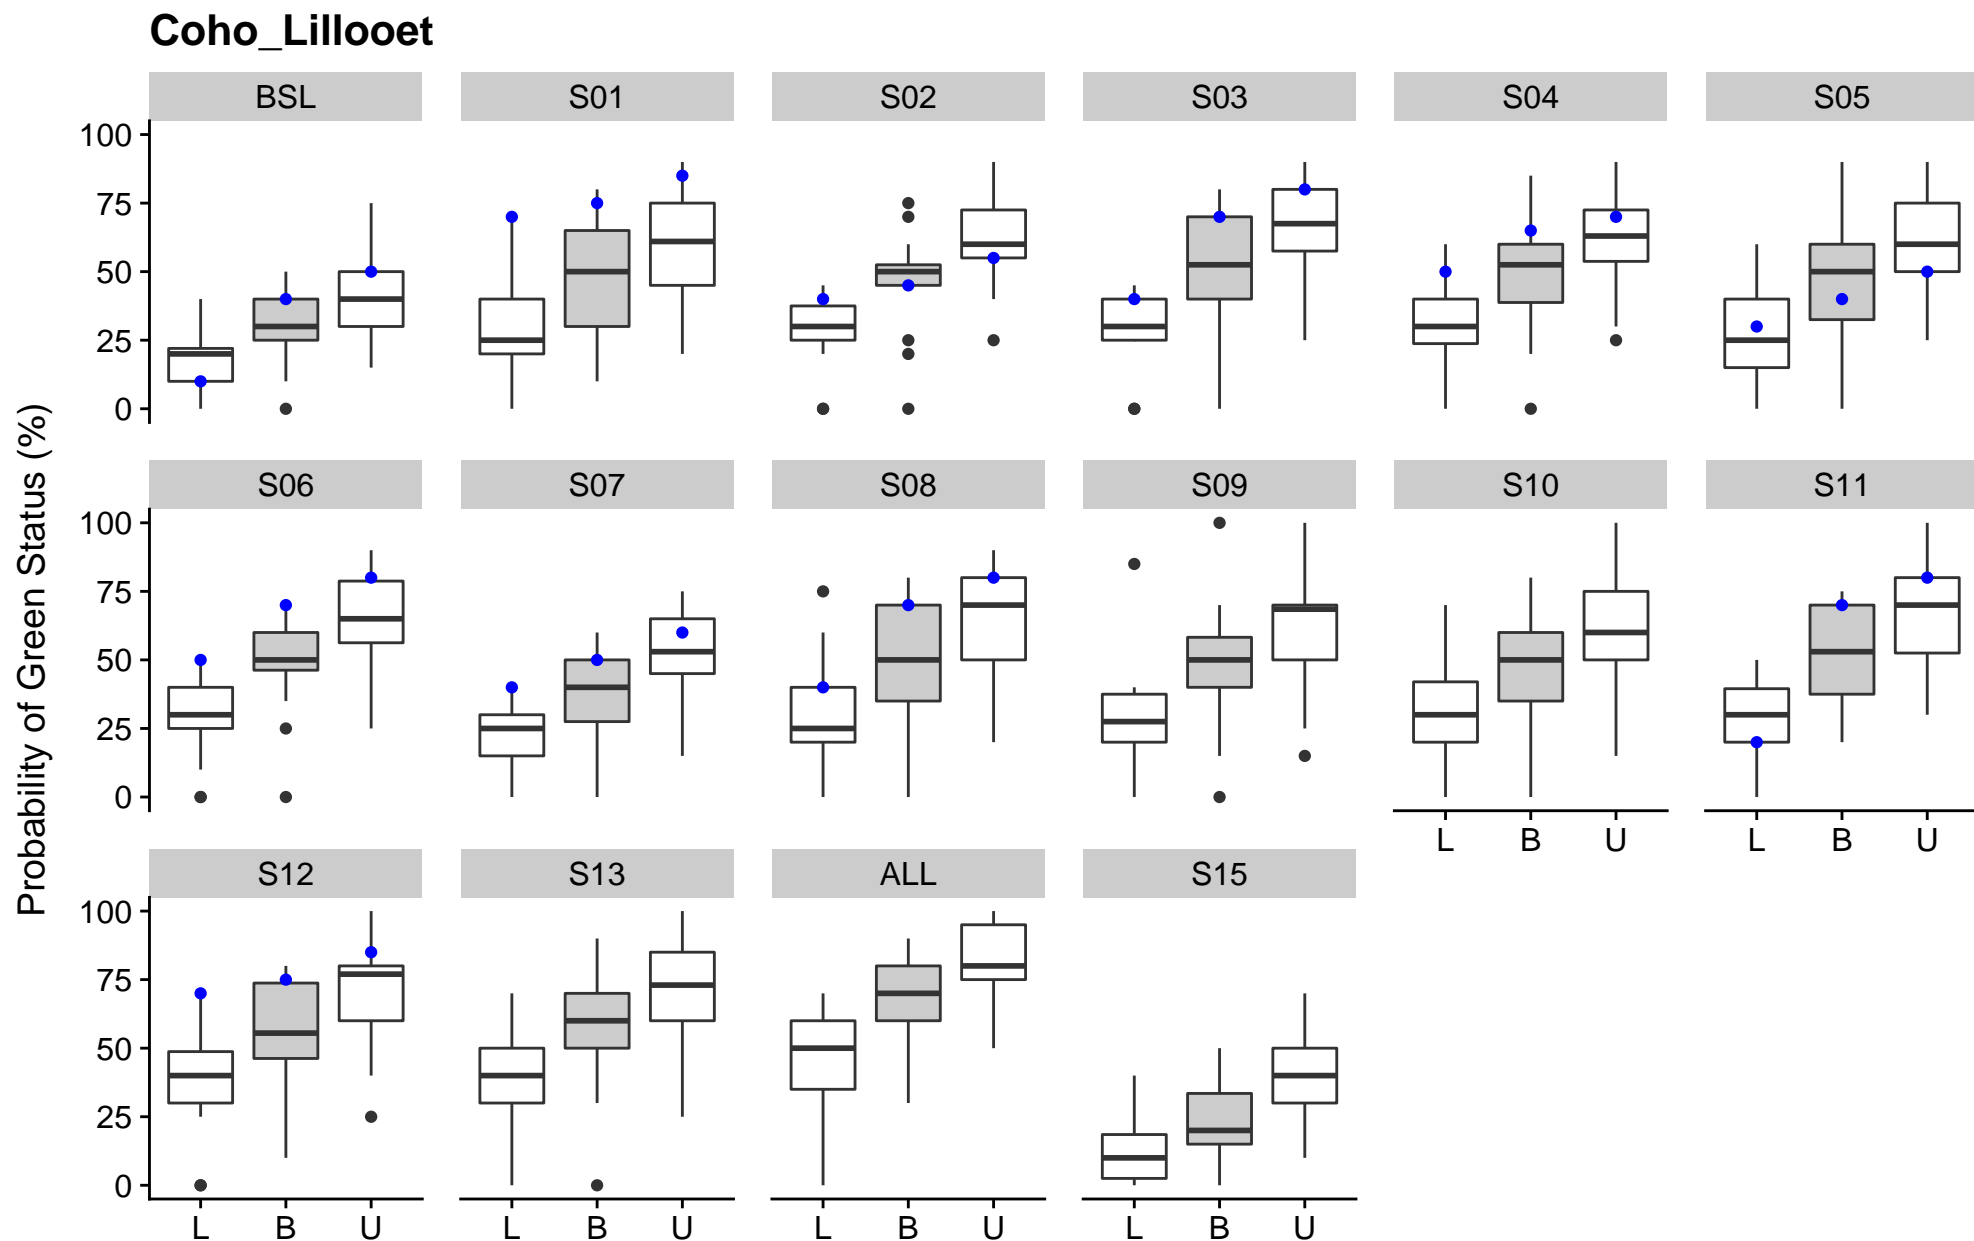 Coho_Lillooet
BSL S01 S02 S03 S04 S05
100
75
50
25
0
S06 S07 S08 S09 S10 S11
100
75
50
25
0
L B U L B U
Probability of Green Status (%)
S12 S13 ALL S15
100
75
50
25
0
L B U L B U L B U L B U